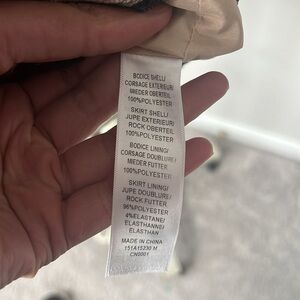 BODICE SHELL/
CORSAGE EXTERIEUR/
MIEDER OBERTEIL
100%POLYESTER
SKIRT SHELL/
JUPE EXTERIEUR/
ROCK OBERTEIL
100%POLYESTER
BODICE LINING/
CORSAGE DOUBLURE/
MIEDER FUTTER
100%POLYESTER
SKIRT LINING/
JUPE DOUBLURE/
ROCK FUTTER
96%POLYESTER
4%ELASTANE/
ELASTHANNE/
ELASTHAN
MADE IN CHINA
151A15230 M
CN0001